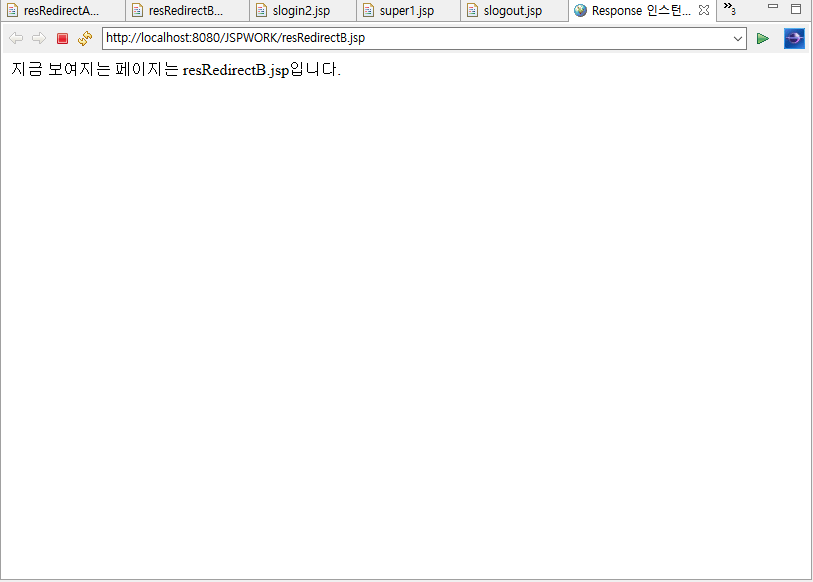 resRedirectA... resRedirectB... slogin2.jsp super1.jsp slogout.jsp Response 인스턴... »3
http://localhost:8080/JSPWORK/resRedirectB.jsp
지금 보여지는 페이지는 resRedirectB.jsp입니다.